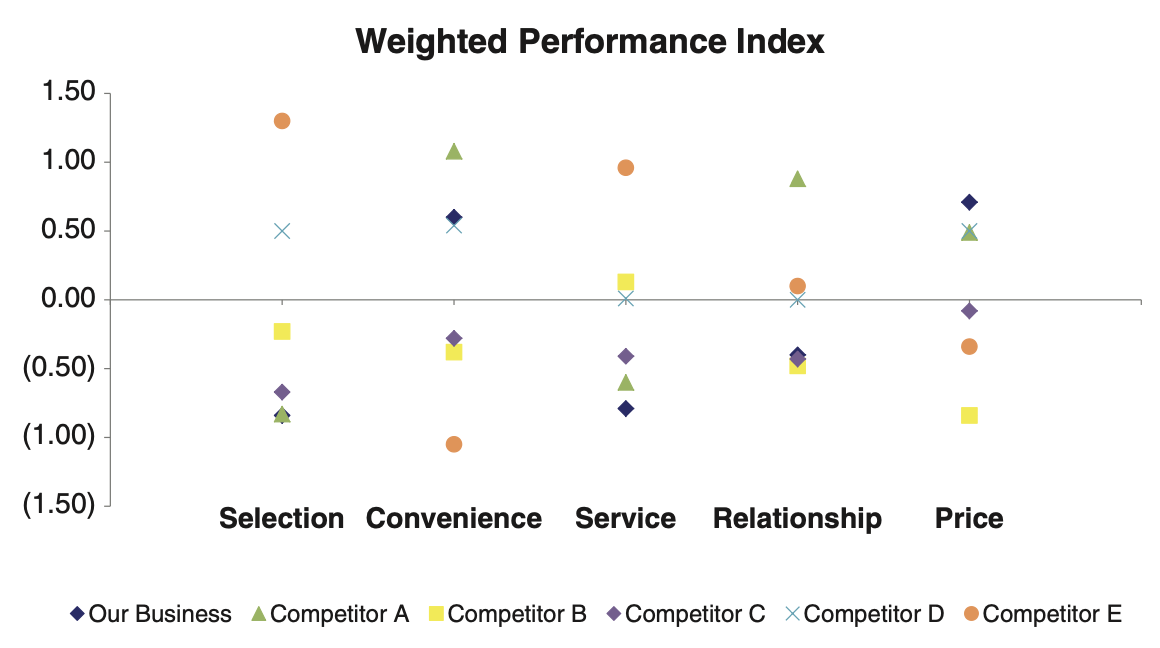 Weighted Performance Index
1.50
1.00
0.50
0.00
(0.50)
(1.00)
(1.50)
Selection Convenience Service Relationship Price
Our Business Competitor A Competitor B Competitor C Competitor D Competitor E